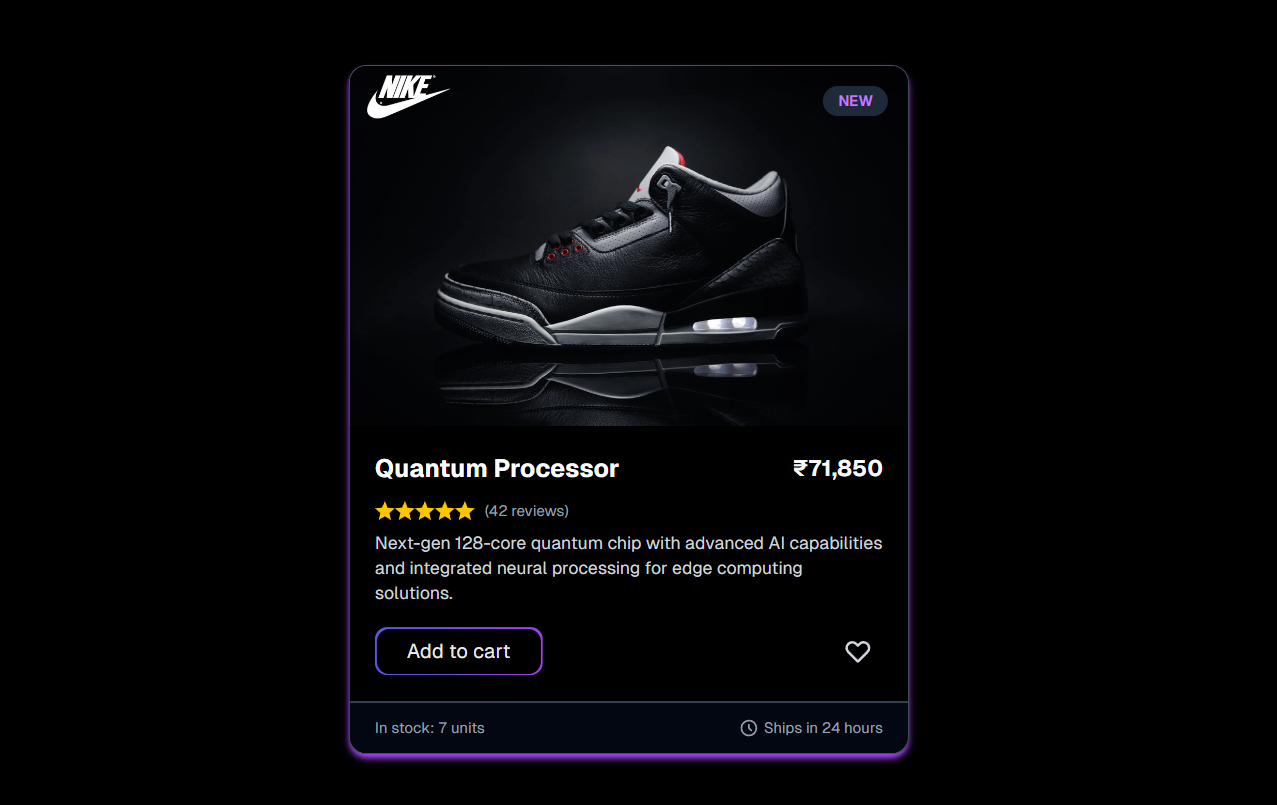 NIKE
NEW
Quantum Processor
₹71,850
(42 reviews)
Next-gen 128-core quantum chip with advanced AI capabilities
and integrated neural processing for edge computing
solutions.
Add to cart
In stock: 7 units
Ships in 24 hours